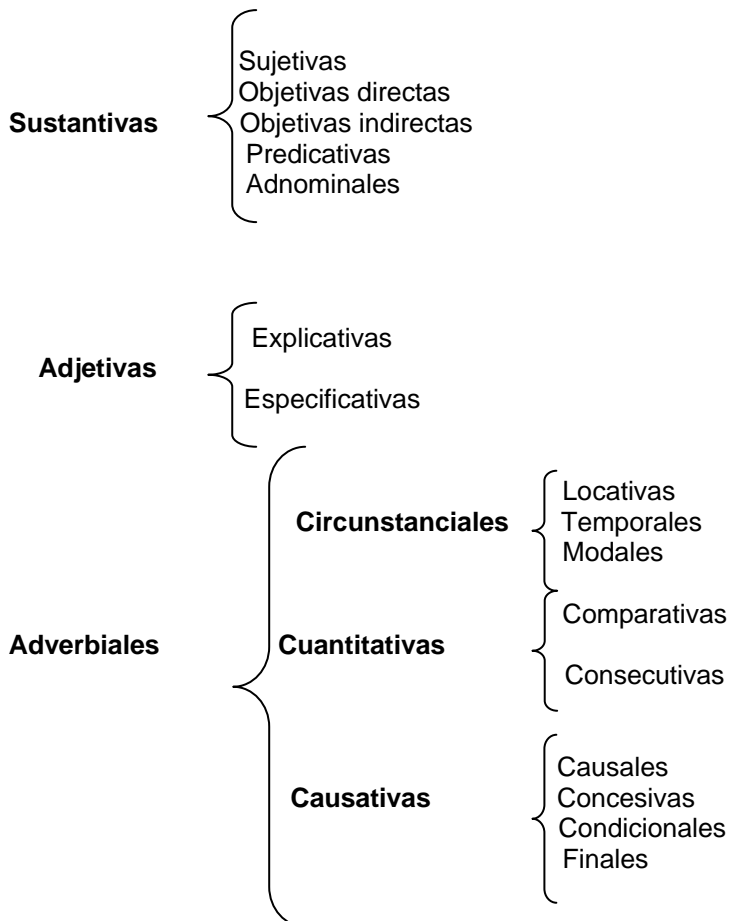 Sustantivas
Sujetivas
Objetivas directas
Objetivas indirectas
Predicativas
Adnominales
Adjetivas
Explicativas
Especificativas
Adverbiales
Circunstanciales
Locativas
Temporales
Modales
Cuantitativas
Comparativas
Consecutivas
Causativas
Causales
Concesivas
Condicionales
Finales